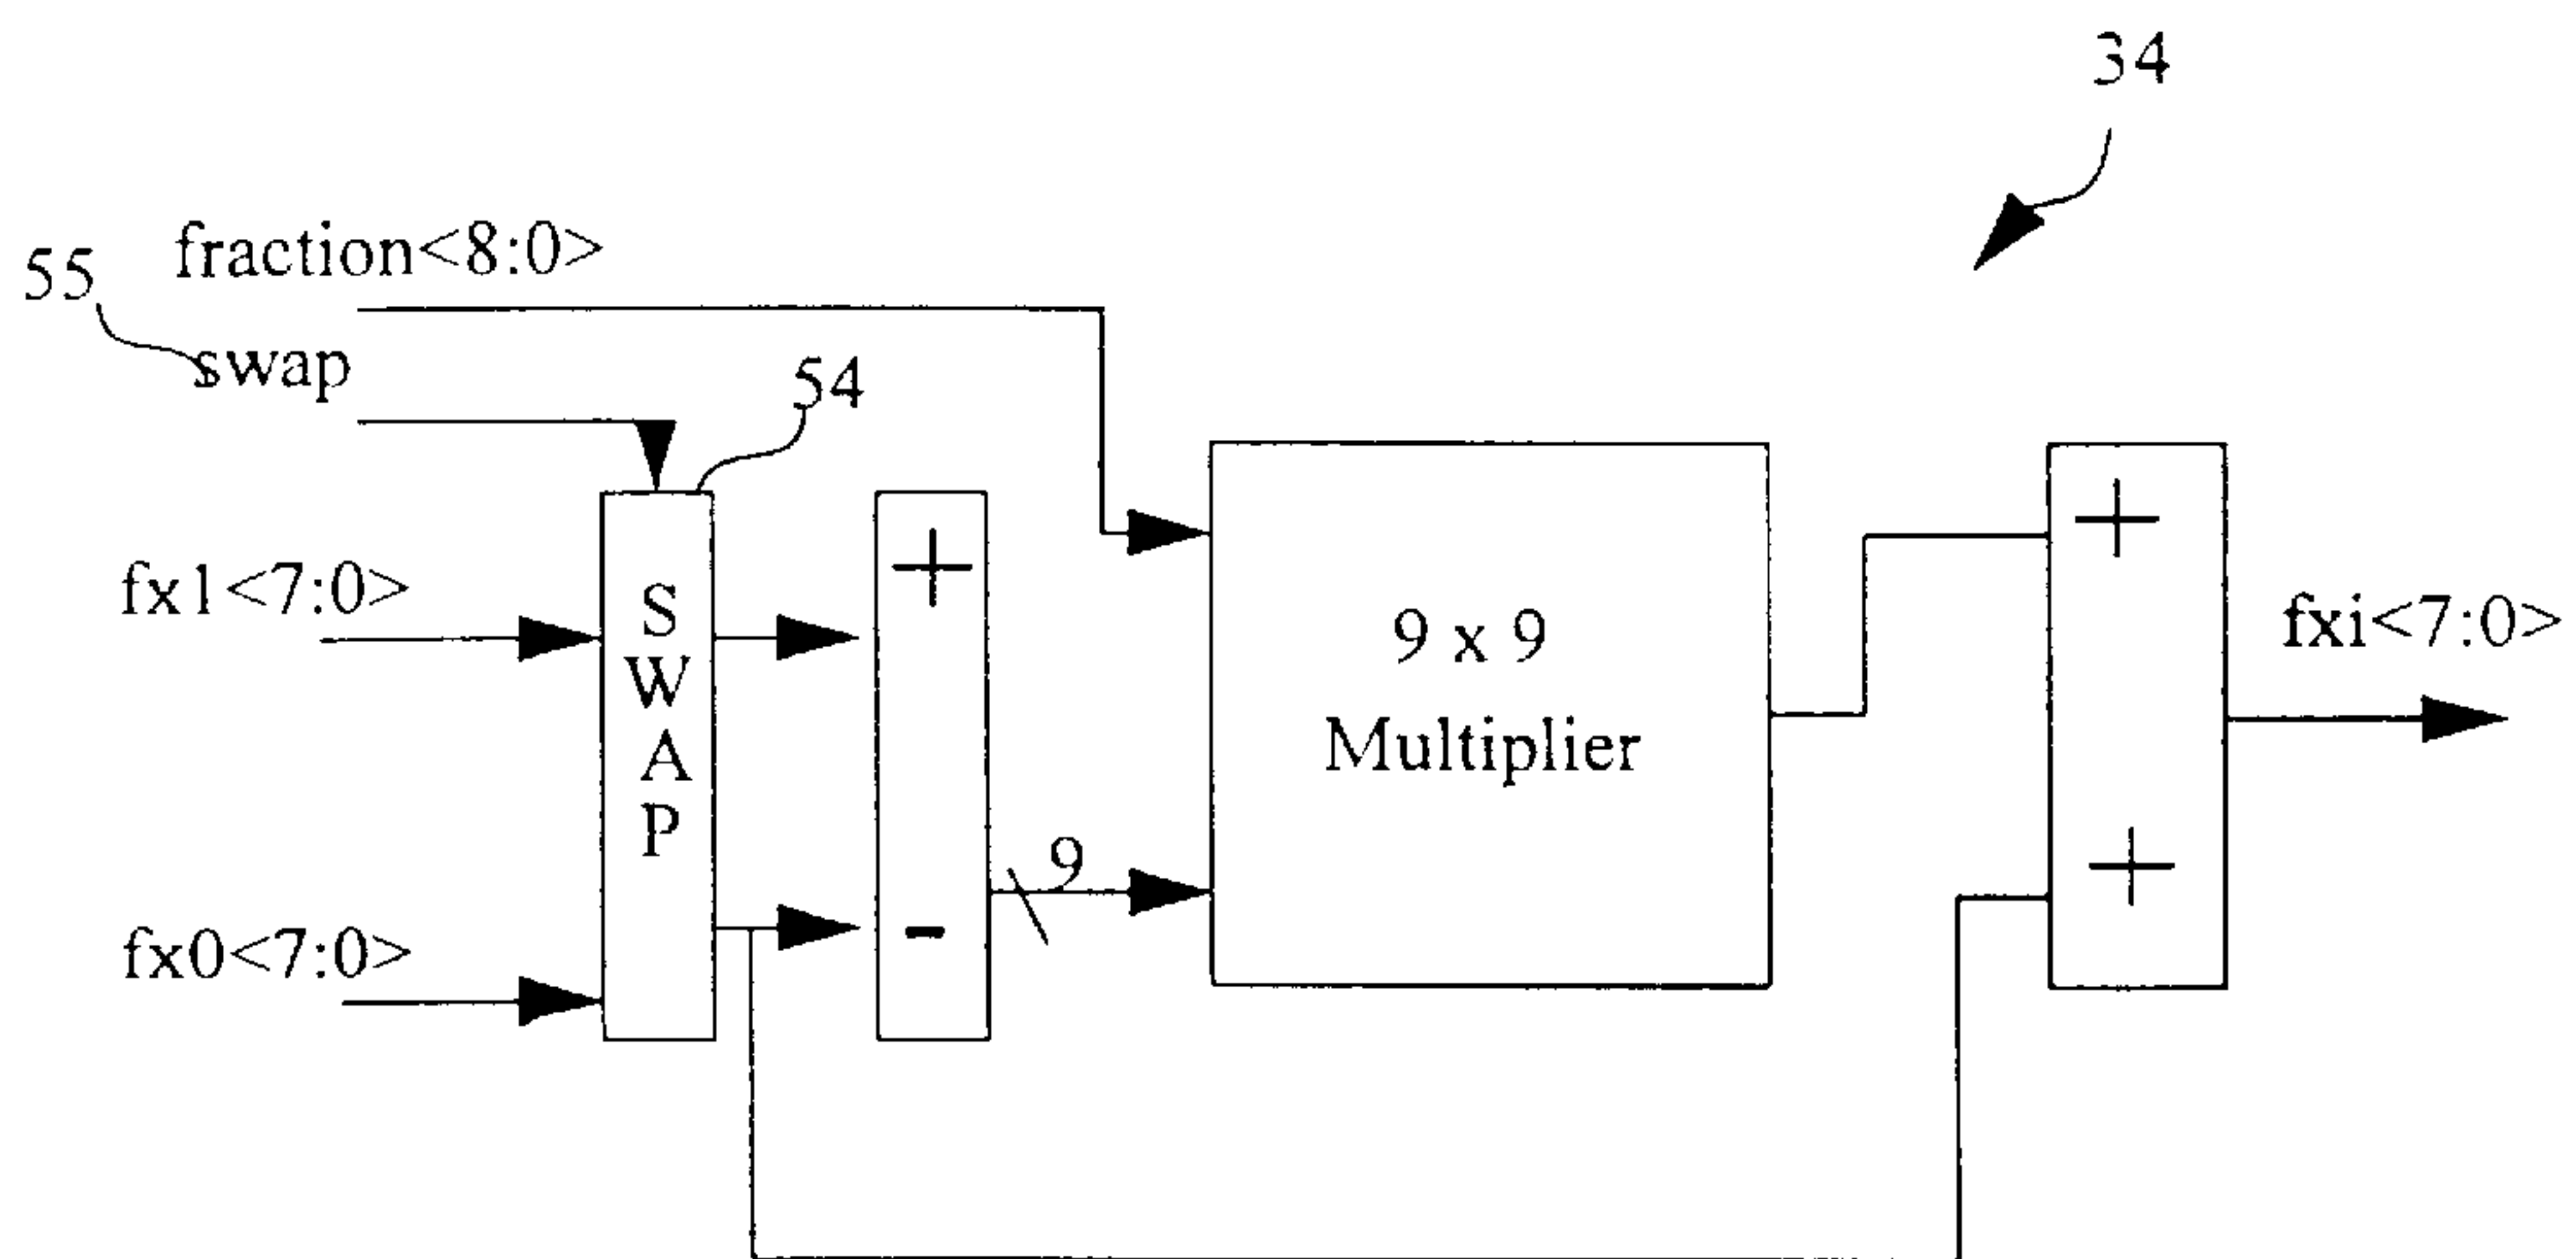 34
55
fraction<8:0>
swap
54
fx1<7:0>
S
W
A
P
fx0<7:0>
+
-
9
9 x 9
Multiplier
+
+
fxi<7:0>